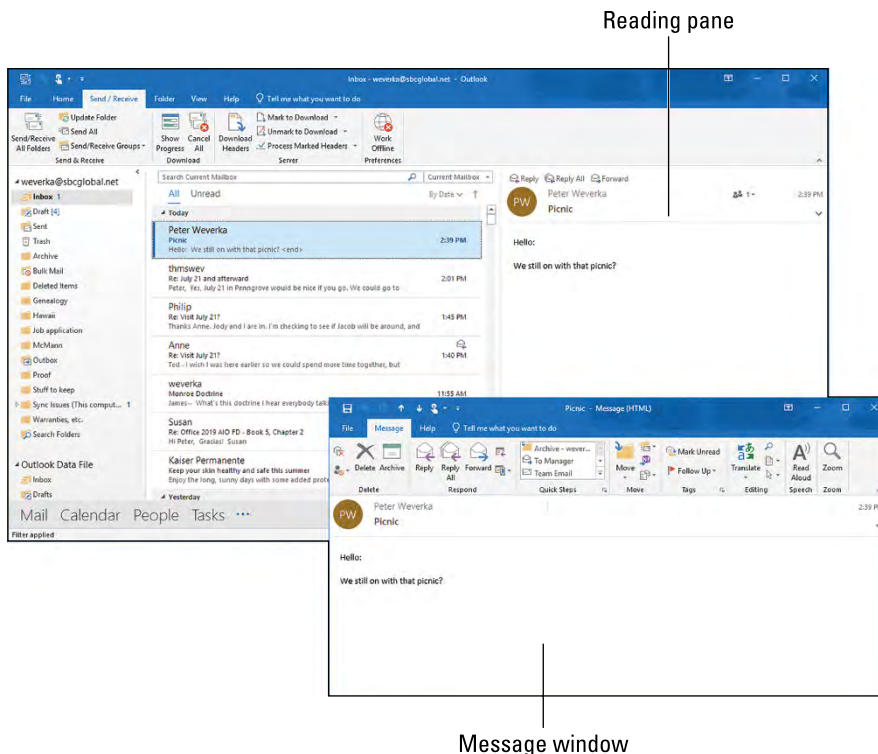 Reading pane
Inbox - weverka@sbcglobal.net - Outlook
File Home Send / Receive Folder View Help Tell me what you want to do
Send/Receive All Folders
Update Folder
Send All
Send/Receive Groups
Send & Receive
Show Progress
Cancel All
Download
Download Headers
Mark to Download
Unmark to Download
Process Marked Headers
Server
Work Offline
Preferences
weverka@sbcglobal.net
Inbox 1
Draft [4]
Sent
Trash
Archive
Bulk Mail
Deleted Items
Genealogy
Hawaii
Job application
McMann
Outbox
Proof
Stuff to keep
Sync Issues (This comput... 1
Warranties, etc.
Search Folders
Outlook Data File
Inbox
Drafts
Mail Calendar People Tasks ...
Filter applied
Search Current Mailbox Current Mailbox
All Unread By Date
Today
Peter Weverka
Picnic 2:39 PM
Hello: We still on with that picnic? <end>
thmswev
Re: July 21 and afterward 2:01 PM
Peter, Yes, July 21 in Penngrove would be nice if you go. We could go to
Philip
Re: Visit July 21? 1:45 PM
Thanks Anne. Jody and I are in. I'm checking to see if Jacob will be around, and
Anne
Re: Visit July 21? 1:40 PM
Ted - I wish I was here earlier so we could spend more time together, but
weverka
Monroe Doctrine 11:55 AM
James-- What's this doctrine I hear everybody talki
Susan
Re: Office 2019 AIO FD - Book 5, Chapter 2
Hi Peter, Gracias! Susan
Kaiser Permanente
Keep your skin healthy and safe this summer
Enjoy the long, sunny days with some added prote
Yesterday
Reply Reply All Forward
PW
Peter Weverka 1 2:39 PM
Picnic
Hello:
We still on with that picnic?
Picnic - Message (HTML)
File Message Help Tell me what you want to do
Delete Archive
Delete
Reply Reply All Forward
Respond
Archive - wever...
To Manager
Team Email
Quick Steps
Move
Move
Mark Unread
Follow Up
Tags
Translate
Editing
Read Aloud
Speech
Zoom
Zoom
PW
Peter Weverka 2:39 PM
Picnic
Hello:
We still on with that picnic?
Message window